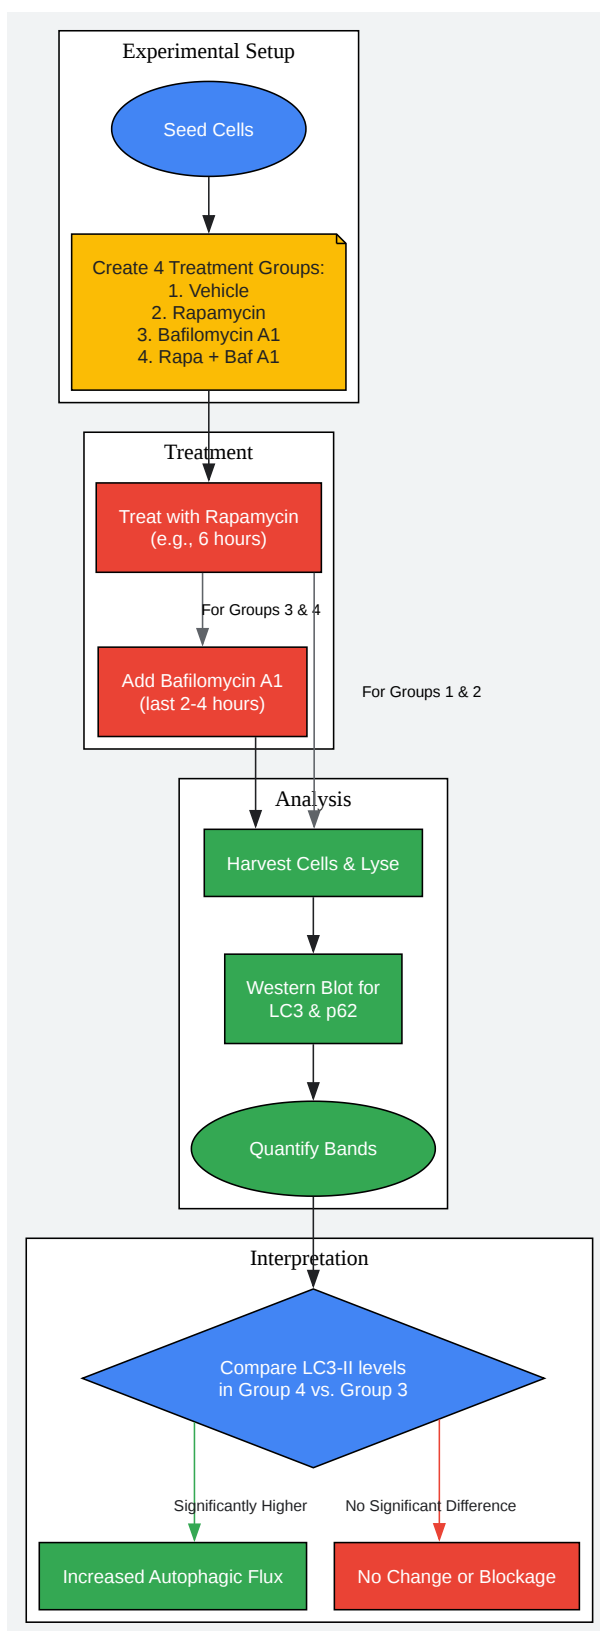 Experimental Setup
Seed Cells
Create 4 Treatment Groups:
1. Vehicle
2. Rapamycin
3. Bafilomycin A1
4. Rapa + Baf A1
Treatment
Treat with Rapamycin
(e.g., 6 hours)
For Groups 3 & 4
Add Bafilomycin A1
(last 2-4 hours)
For Groups 1 & 2
Analysis
Harvest Cells & Lyse
Western Blot for
LC3 & p62
Quantify Bands
Interpretation
Compare LC3-II levels
in Group 4 vs. Group 3
Significantly Higher
No Significant Difference
Increased Autophagic Flux
No Change or Blockage